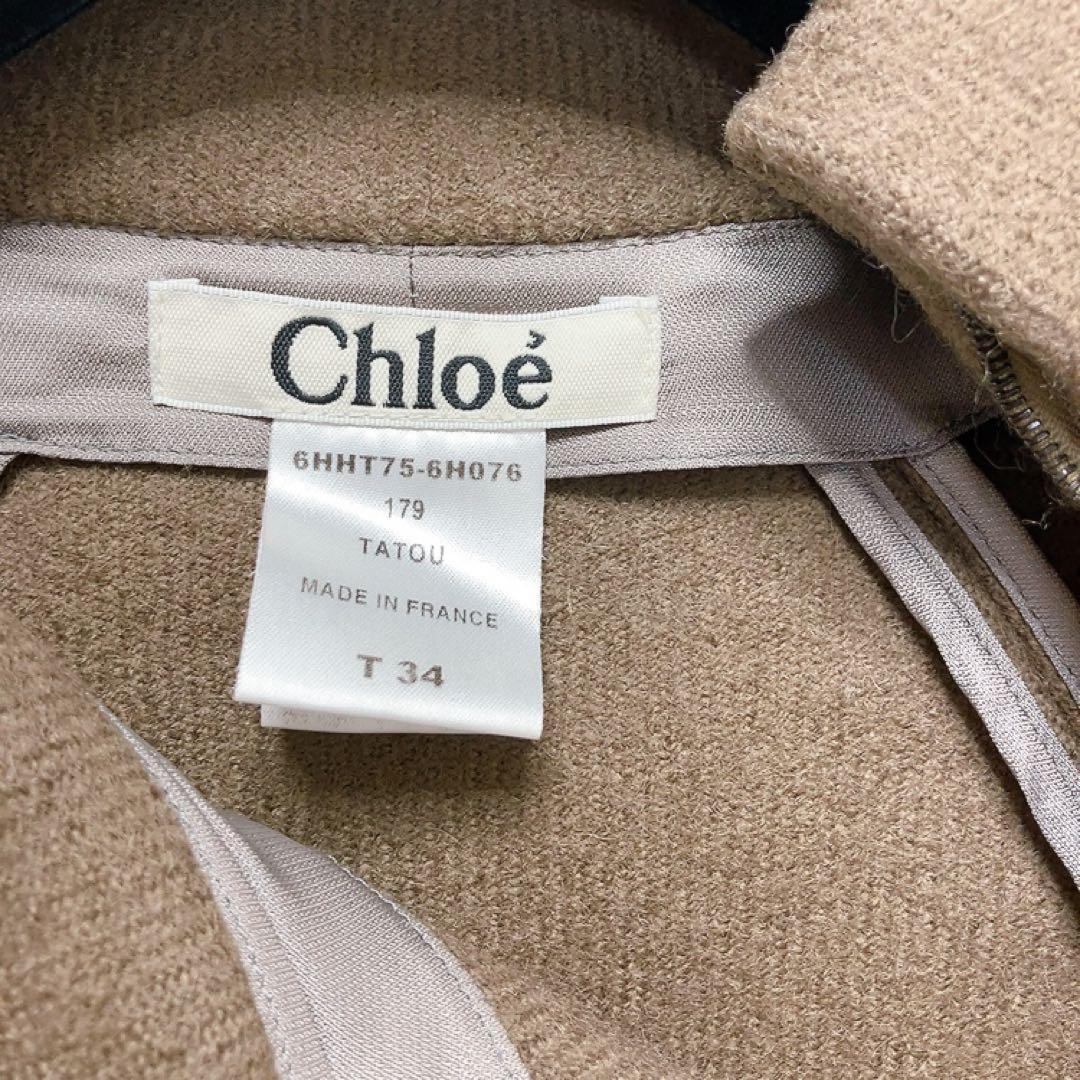 Chloé
6HHT75-6H076
179
TATOU
MADE IN FRANCE
T 34